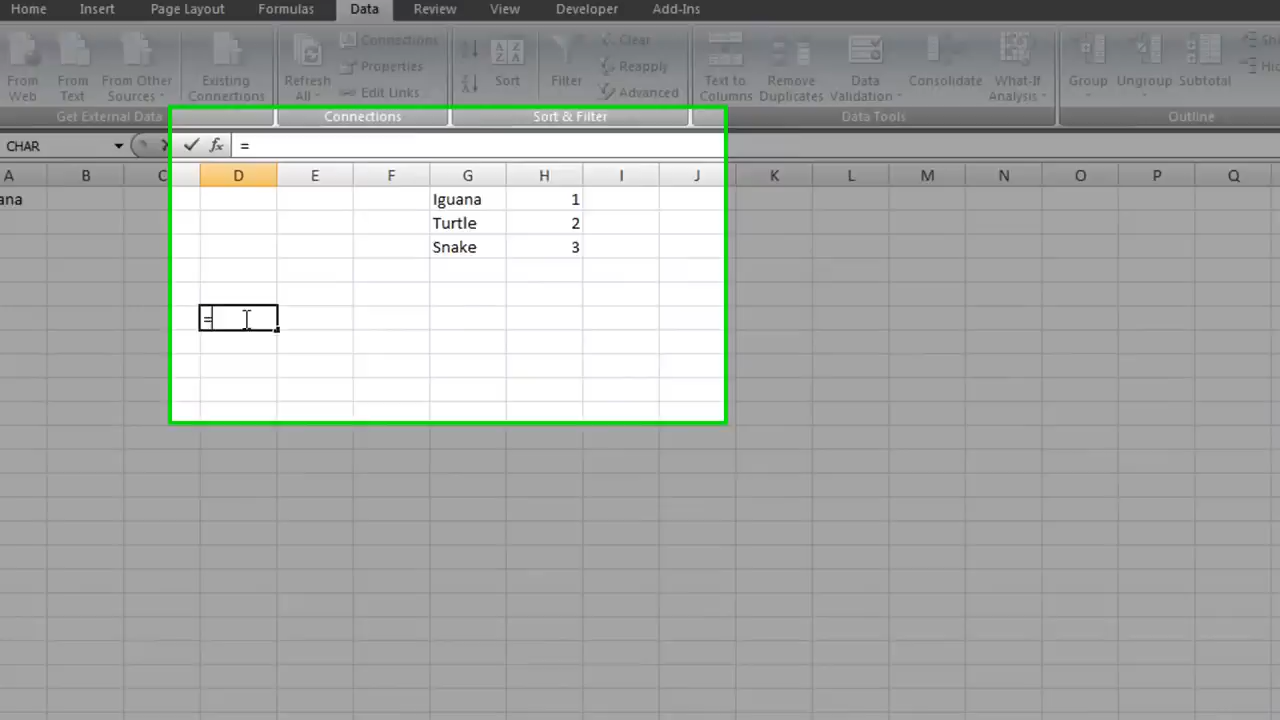 Home Insert Page Layout Formulas Data Review View Developer Add-Ins
Connections Clear
Properties Reapply
Edit Links Advanced
From Web From Text From Other Sources Existing Connections Refresh All Sort Filter Text to Columns Remove Duplicates Data Validation Consolidate What-If Analysis Group Ungroup Subtotal
Get External Data Connections Sort & Filter Data Tools Outline
CHAR fx =
A B C D E F G H I J K L M N O P Q
ana Iguana 1
Turtle 2
Snake 3
=